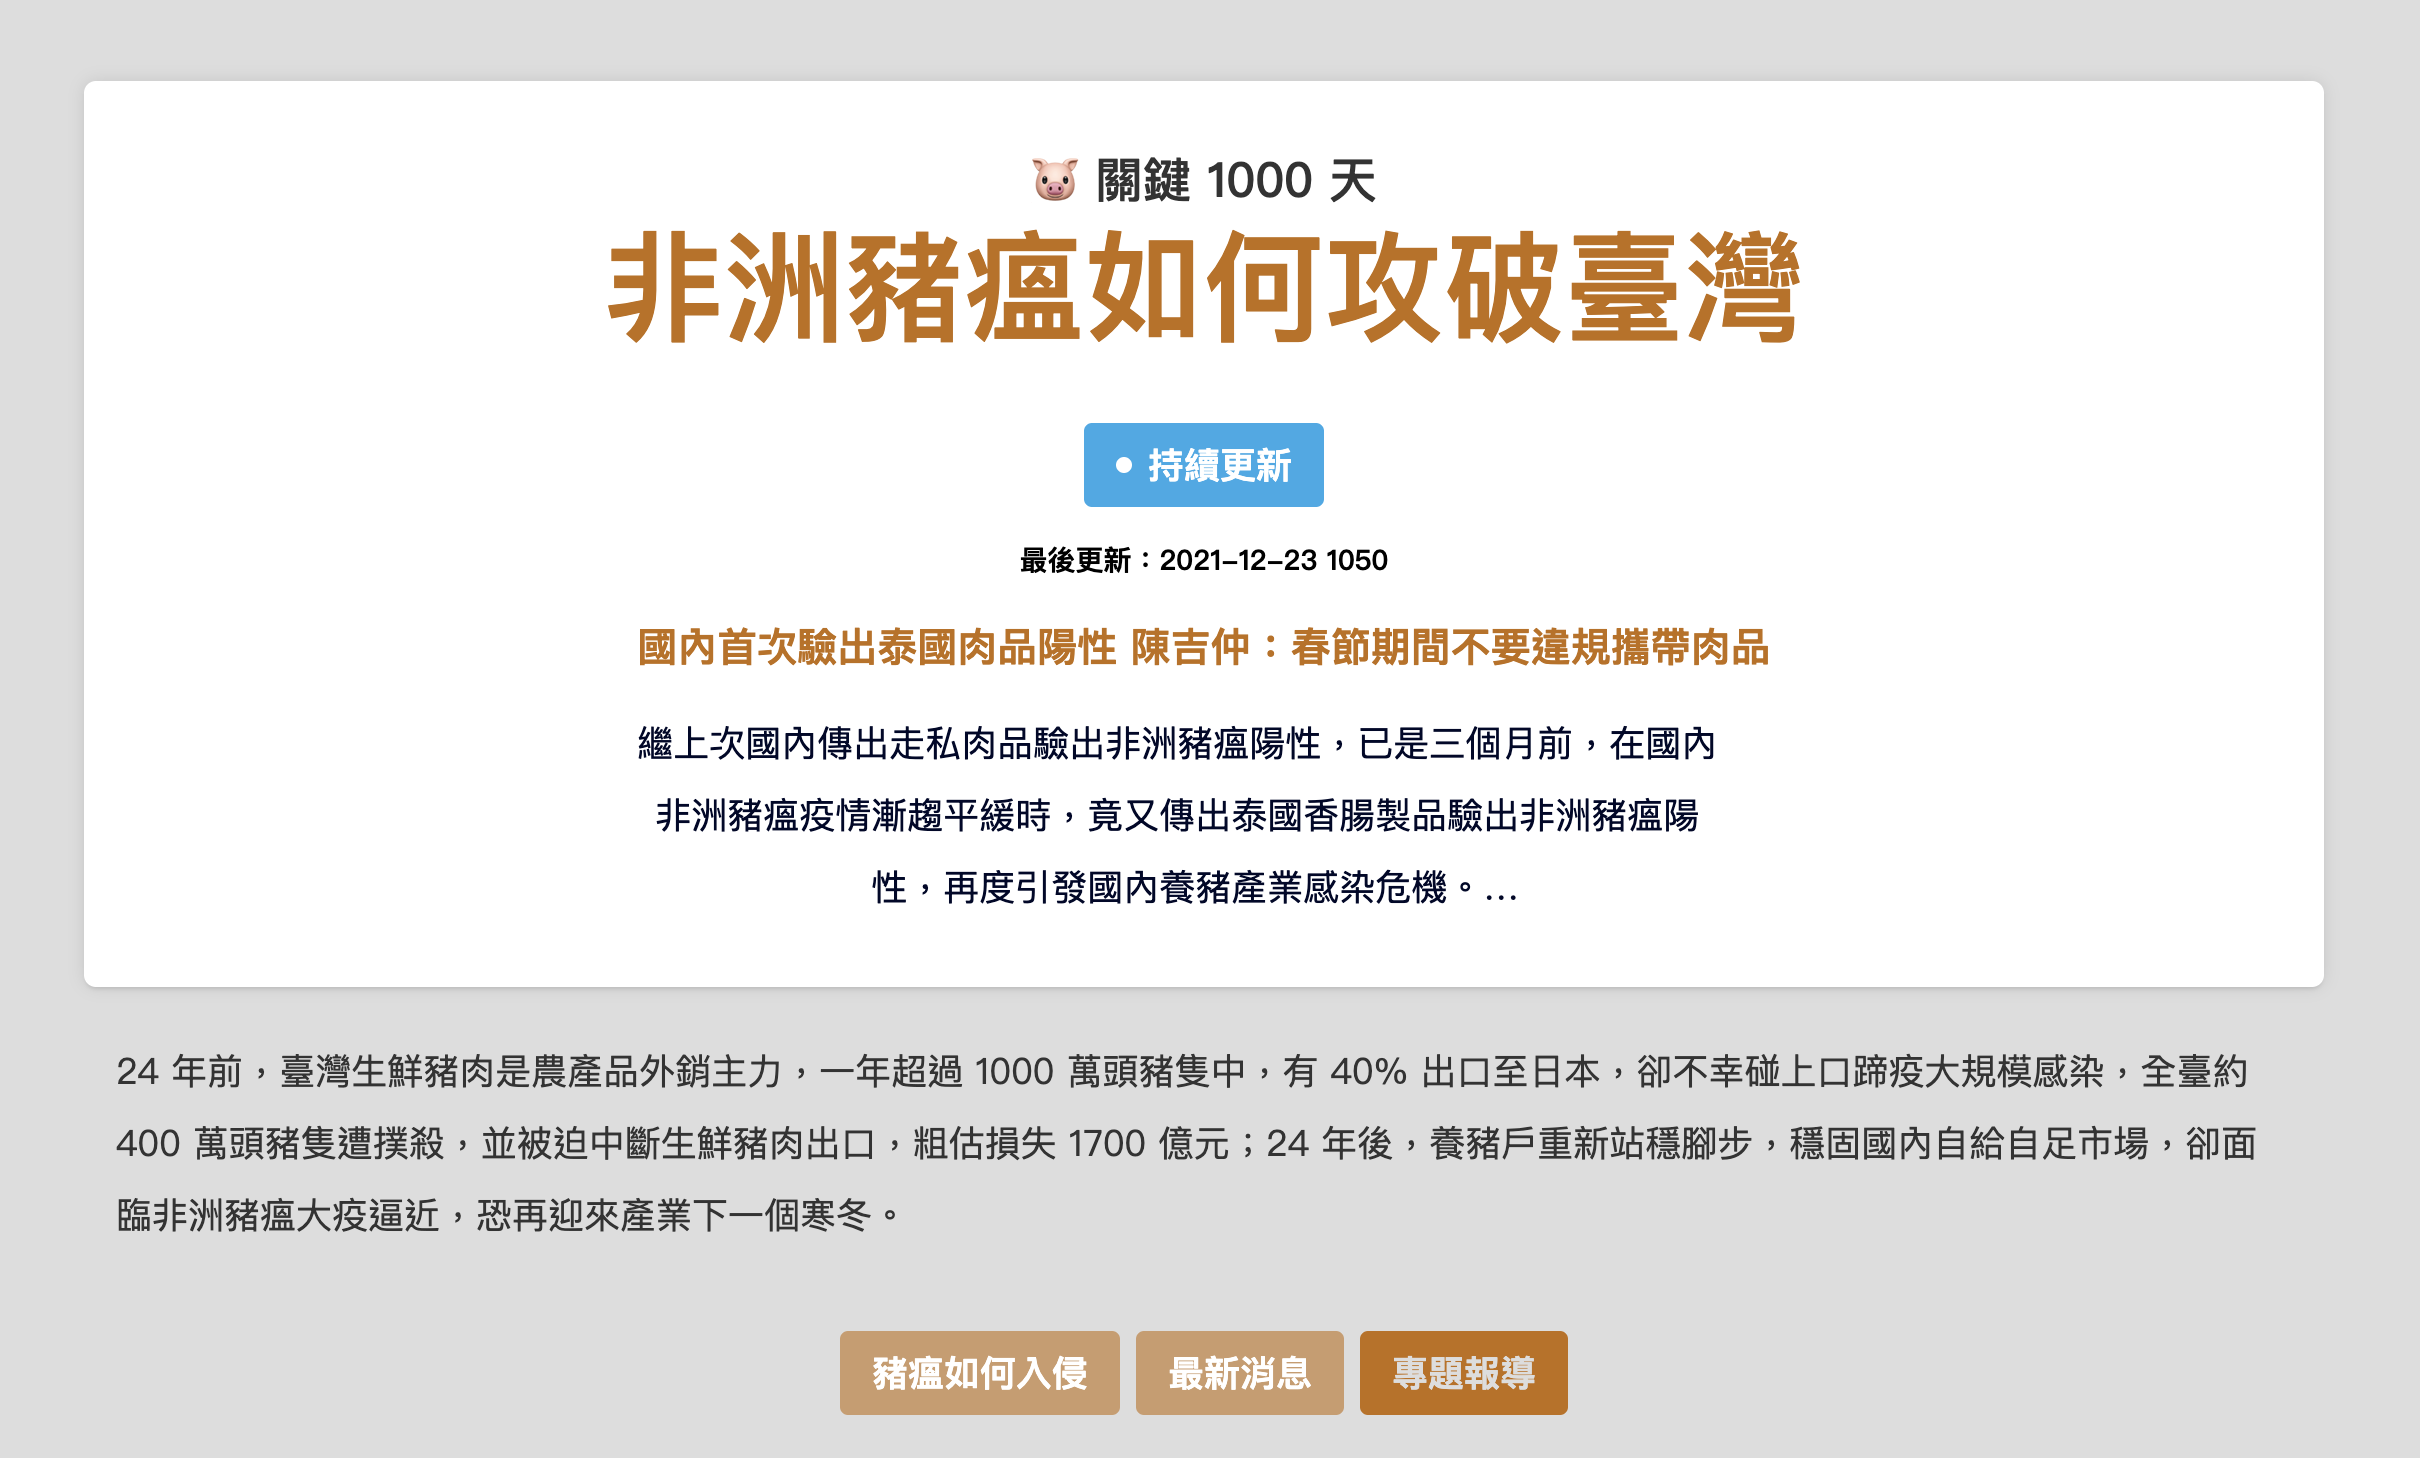 關鍵 1000 天
非洲豬瘟如何攻破臺灣
持續更新
最後更新：2021-12-23 1050
國內首次驗出泰國肉品陽性 陳吉仲：春節期間不要違規攜帶肉品
繼上次國內傳出走私肉品驗出非洲豬瘟陽性，已是三個月前，在國內
非洲豬瘟疫情漸趨平緩時，竟又傳出泰國香腸製品驗出非洲豬瘟陽
性，再度引發國內養豬產業感染危機。…
24 年前，臺灣生鮮豬肉是農產品外銷主力，一年超過 1000 萬頭豬隻中，有 40% 出口至日本，卻不幸碰上口蹄疫大規模感染，全臺約
400 萬頭豬隻遭撲殺，並被迫中斷生鮮豬肉出口，粗估損失 1700 億元；24 年後，養豬戶重新站穩腳步，穩固國內自給自足市場，卻面
臨非洲豬瘟大疫逼近，恐再迎來產業下一個寒冬。
豬瘟如何入侵
最新消息
專題報導